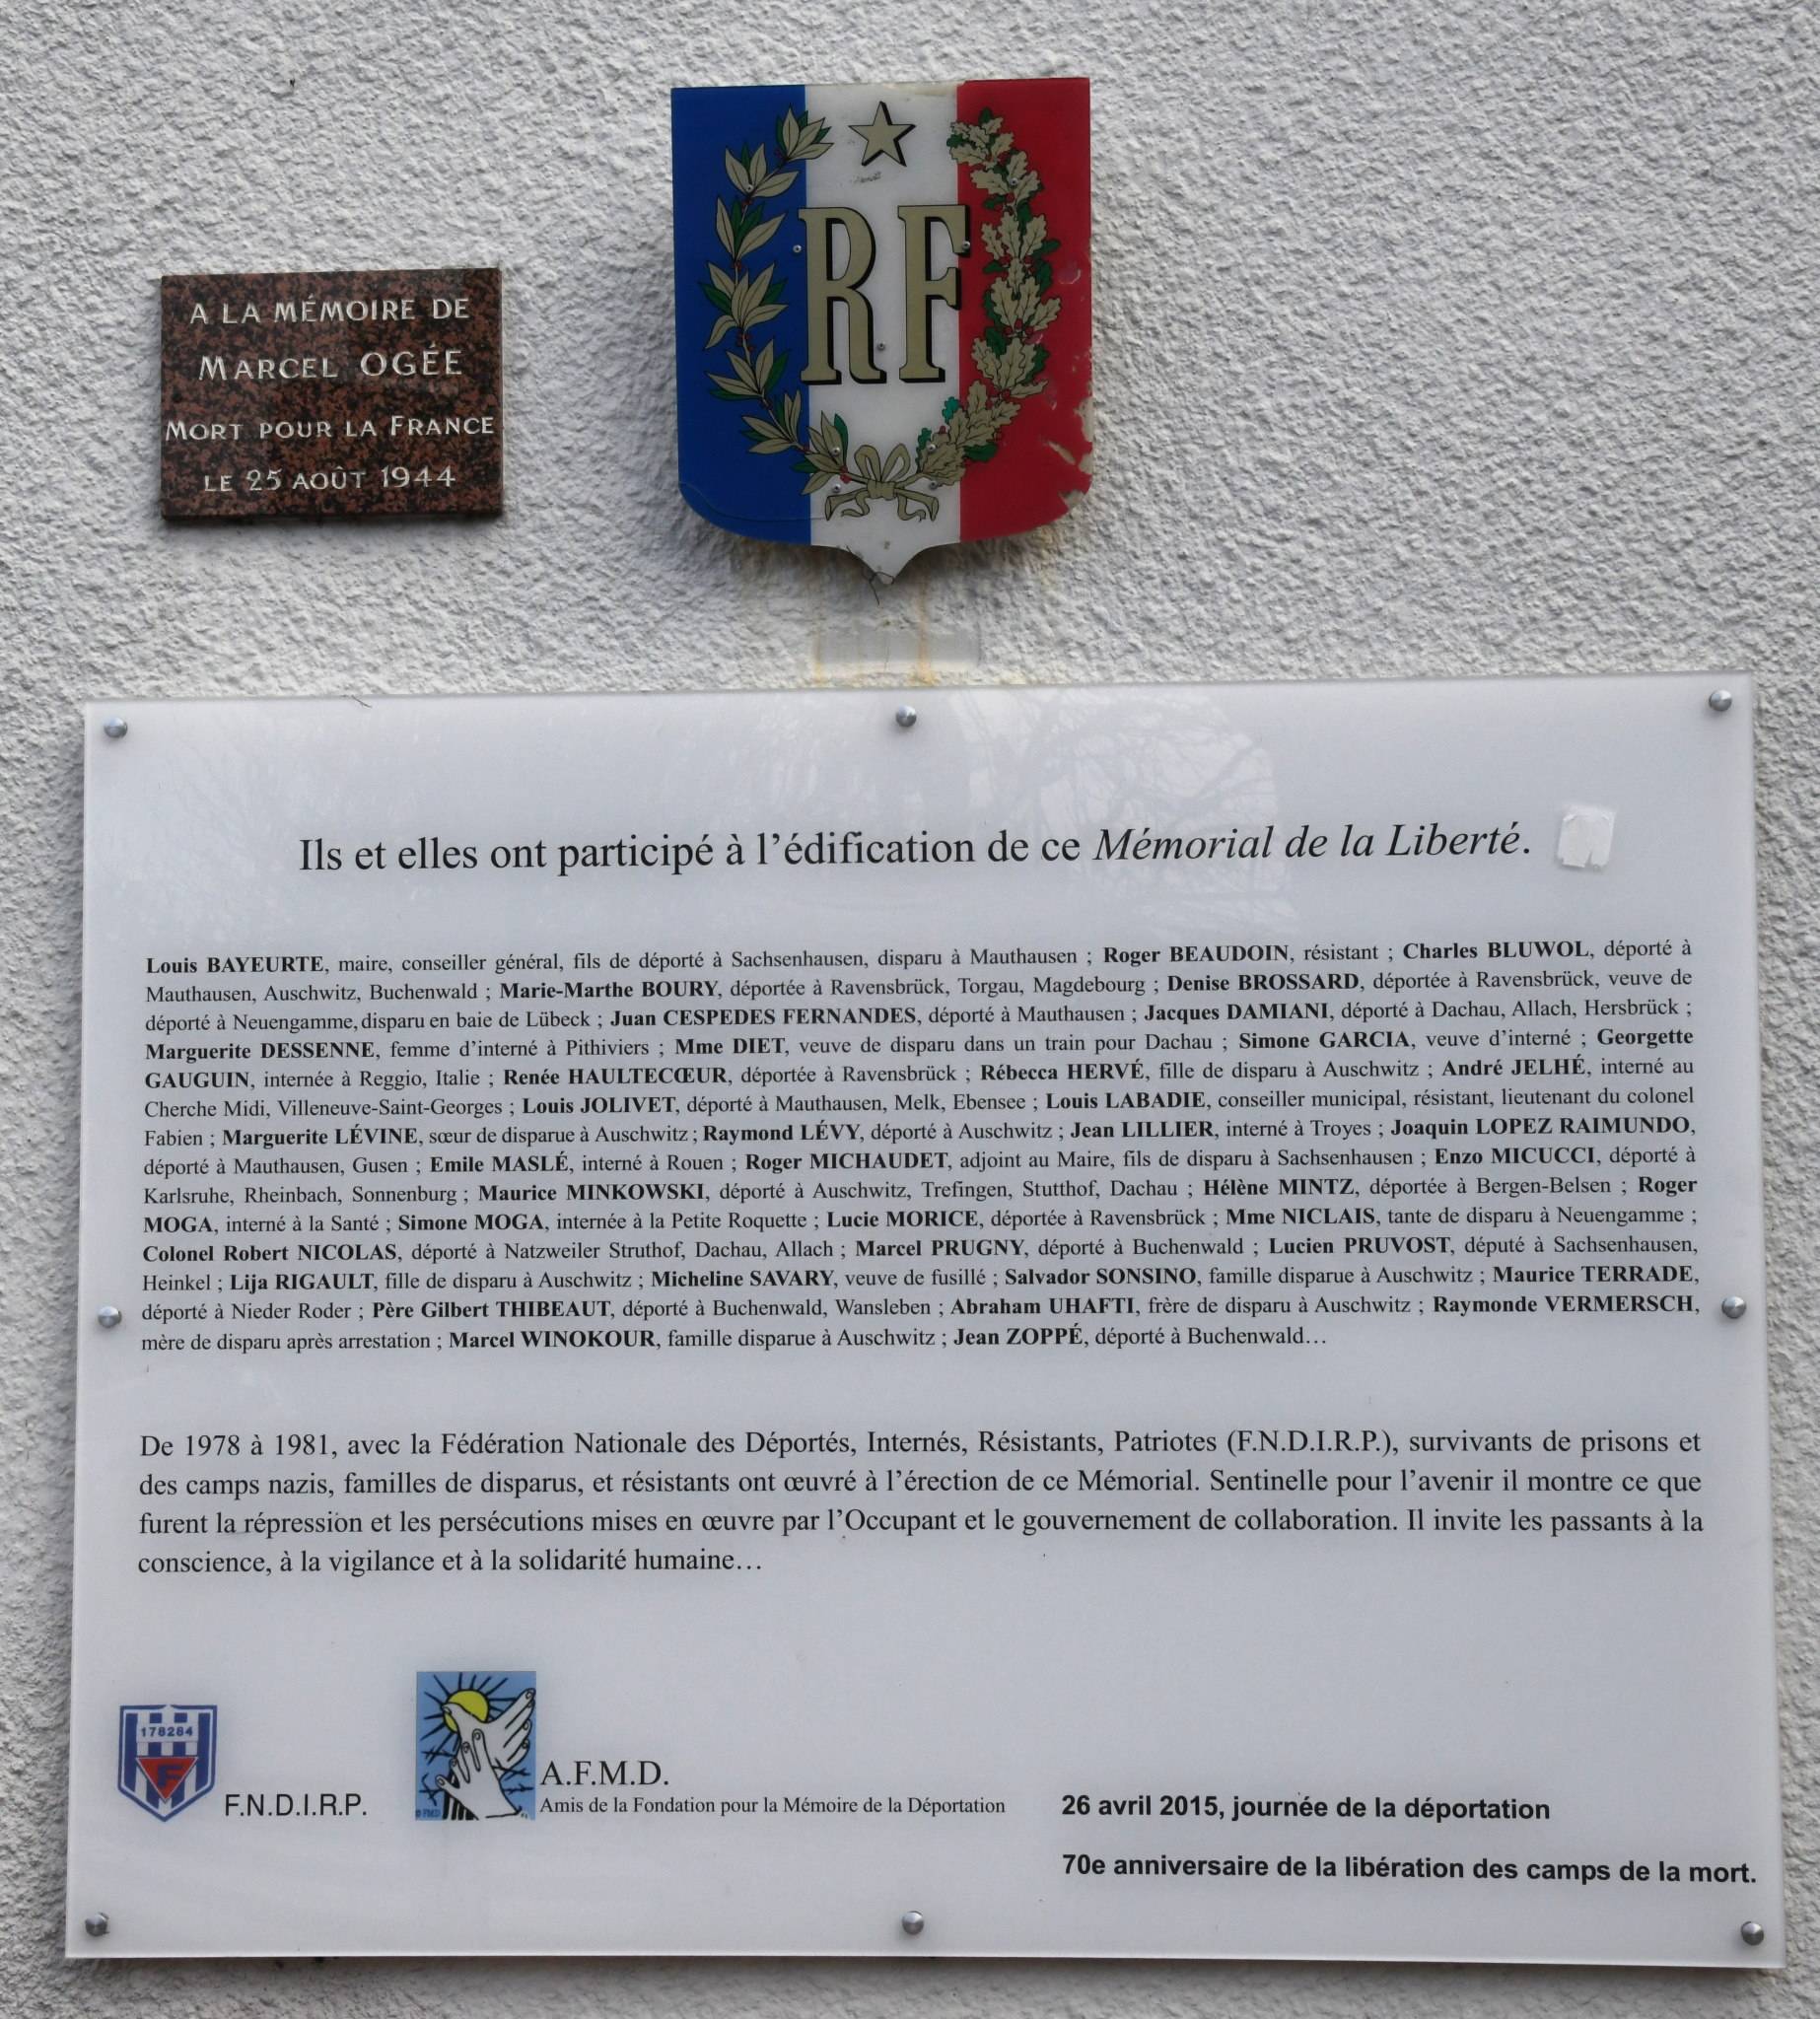 A LA MÉMOIRE DE
MARCEL OGÉE
MORT POUR LA FRANCE
LE 25 AOÛT 1944
RF
Ils et elles ont participé à l'édification de ce Mémorial de la Liberté.
Louis BAYEURTE, maire, conseiller général, fils de déporté à Sachsenhausen, disparu à Mauthausen ; Roger BEAUDOIN, résistant ; Charles BLUWOL, déporté à
Mauthausen, Auschwitz, Buchenwald ; Marie-Marthe BOURY, déportée à Ravensbrück, Torgau, Magdebourg ; Denise BROSSARD, déportée à Ravensbrück, veuve de
déporté à Neuengamme, disparu en baie de Lübeck ; Juan CESPEDES FERNANDES, déporté à Mauthausen ; Jacques DAMIANI, déporté à Dachau, Allach, Hersbrück ;
Marguerite DESSENNE, femme d'interné à Pithiviers ; Mme DIET, veuve de disparu dans un train pour Dachau ; Simone GARCIA, veuve d'interné ; Georgette
GAUGUIN, internée à Reggio, Italie ; Renée HAULTECŒUR, déportée à Ravensbrück ; Rébecca HERVÉ, fille de disparu à Auschwitz ; André JELHÉ, interné au
Cherche Midi, Villeneuve-Saint-Georges ; Louis JOLIVET, déporté à Mauthausen, Melk, Ebensee ; Louis LABADIE, conseiller municipal, résistant, lieutenant du colonel
Fabien ; Marguerite LÉVINE, sœur de disparue à Auschwitz ; Raymond LÉVY, déporté à Auschwitz ; Jean LILLIER, interné à Troyes ; Joaquin LOPEZ RAIMUNDO,
déporté à Mauthausen, Gusen ; Emile MASLÉ, interné à Rouen ; Roger MICHAUDET, adjoint au Maire, fils de disparu à Sachsenhausen ; Enzo MICUCCI, déporté à
Karlsruhe, Rheinbach, Sonnenburg ; Maurice MINKOWSKI, déporté à Auschwitz, Trefingen, Stutthof, Dachau ; Hélène MINTZ, déportée à Bergen-Belsen ; Roger
MOGA, interné à la Santé ; Simone MOGA, internée à la Petite Roquette ; Lucie MORICE, déportée à Ravensbrück ; Mme NICLAIS, tante de disparu à Neuengamme ;
Colonel Robert NICOLAS, déporté à Natzweiler Struthof, Dachau, Allach ; Marcel PRUGNY, déporté à Buchenwald ; Lucien PRUVOST, député à Sachsenhausen,
Heinkel ; Lija RIGAULT, fille de disparu à Auschwitz ; Micheline SAVARY, veuve de fusillé ; Salvador SONSINO, famille disparue à Auschwitz ; Maurice TERRADE,
déporté à Nieder Roder ; Père Gilbert THIBEAUT, déporté à Buchenwald, Wansleben ; Abraham UHAFTI, frère de disparu à Auschwitz ; Raymonde VERMERSCH,
mère de disparu après arrestation ; Marcel WINOKOUR, famille disparue à Auschwitz ; Jean ZOPPÉ, déporté à Buchenwald…
De 1978 à 1981, avec la Fédération Nationale des Déportés, Internés, Résistants, Patriotes (F.N.D.I.R.P.), survivants de prisons et
des camps nazis, familles de disparus, et résistants ont œuvré à l'érection de ce Mémorial. Sentinelle pour l'avenir il montre ce que
furent la répression et les persécutions mises en œuvre par l'Occupant et le gouvernement de collaboration. Il invite les passants à la
conscience, à la vigilance et à la solidarité humaine…
178284
F
F.N.D.I.R.P.
A.F.M.D.
Amis de la Fondation pour la Mémoire de la Déportation
26 avril 2015, journée de la déportation
70e anniversaire de la libération des camps de la mort.